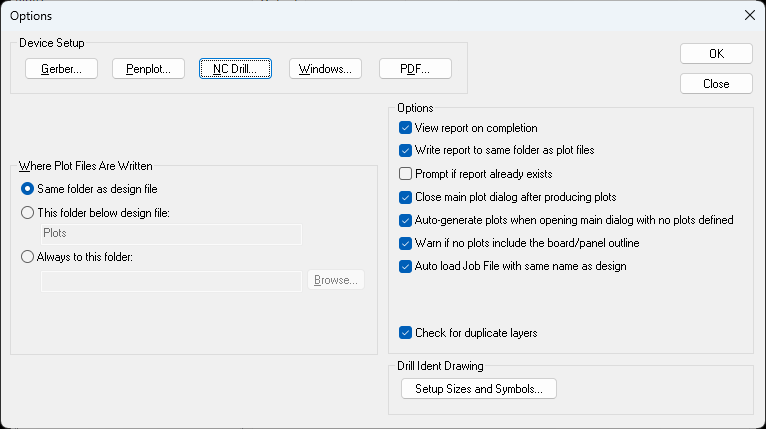 Options
Device Setup
Gerber...
Penplot...
NC Drill...
Windows...
PDF...
OK
Close
Where Plot Files Are Written
Same folder as design file
This folder below design file:
Plots
Always to this folder:
Browse...
Options
View report on completion
Write report to same folder as plot files
Prompt if report already exists
Close main plot dialog after producing plots
Auto-generate plots when opening main dialog with no plots defined
Warn if no plots include the board/panel outline
Auto load Job File with same name as design
Check for duplicate layers
Drill Ident Drawing
Setup Sizes and Symbols...